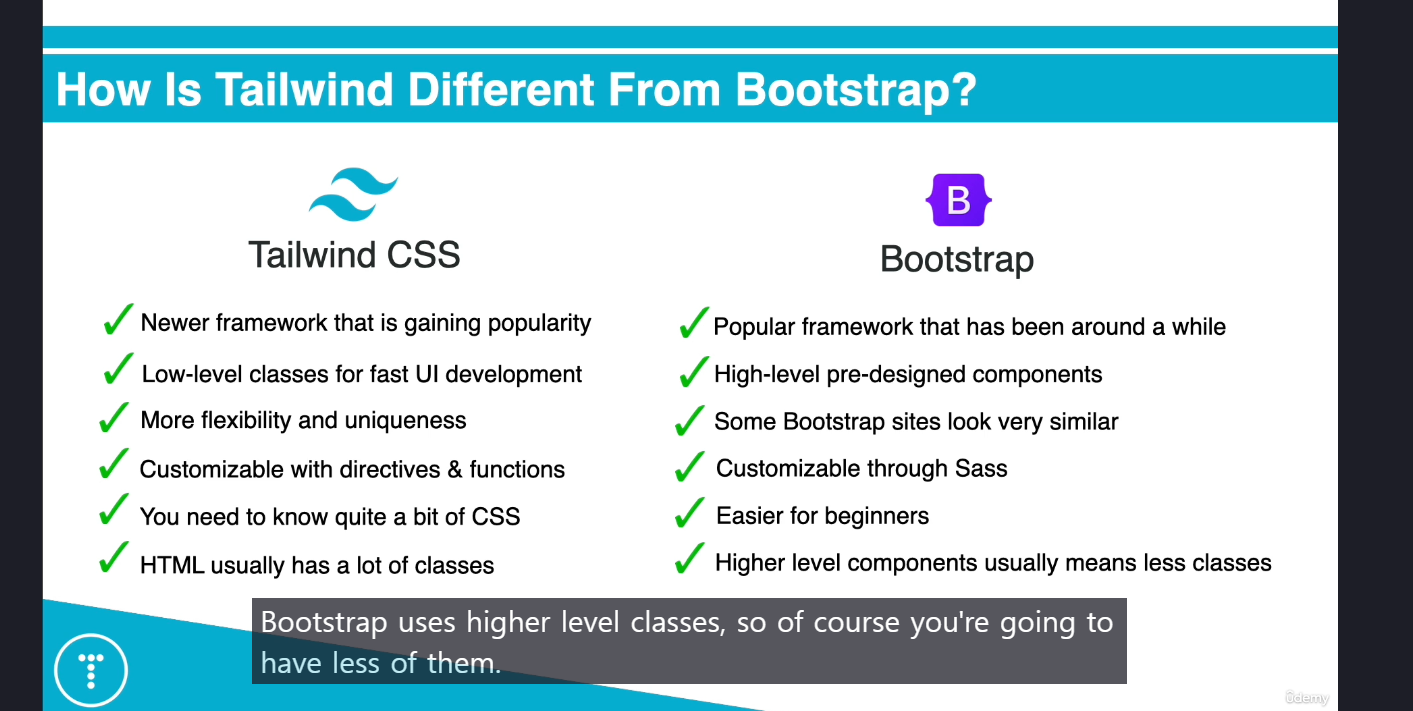 How Is Tailwind Different From Bootstrap?
Tailwind CSS
Newer framework that is gaining popularity
Low-level classes for fast UI development
More flexibility and uniqueness
Customizable with directives & functions
You need to know quite a bit of CSS
HTML usually has a lot of classes
B
Bootstrap
Popular framework that has been around a while
High-level pre-designed components
Some Bootstrap sites look very similar
Customizable through Sass
Easier for beginners
Higher level components usually means less classes
Bootstrap uses higher level classes, so of course you're going to
have less of them.
T
ûdemy